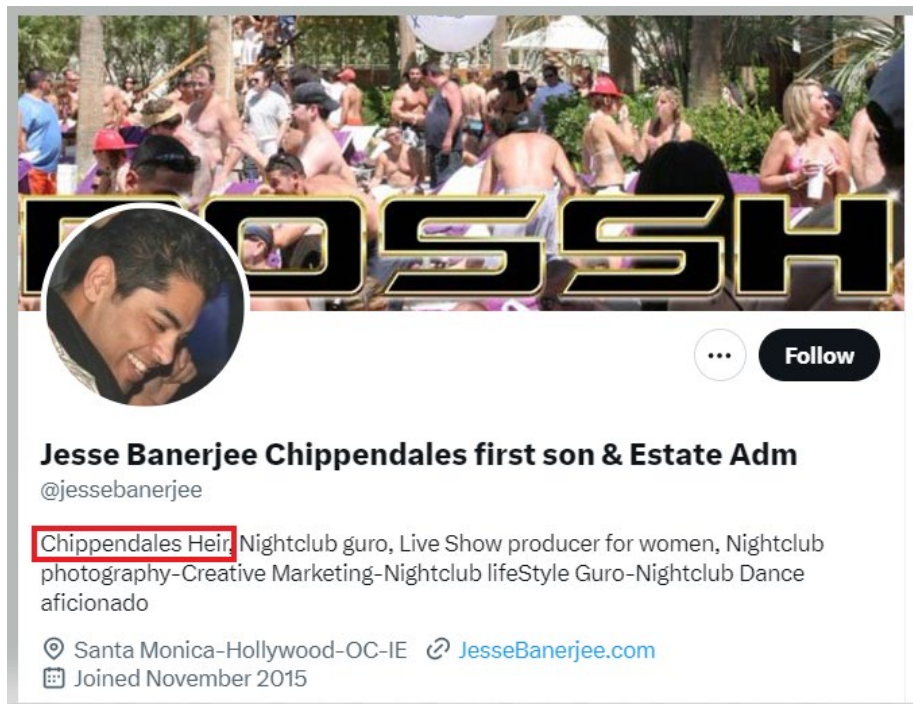 OSSH
Follow
Jesse Banerjee Chippendales first son & Estate Adm
@jessebanerjee
Chippendales Heir, Nightclub guro, Live Show producer for women, Nightclub
photography-Creative Marketing-Nightclub lifeStyle Guro-Nightclub Dance
aficionado
Santa Monica-Hollywood-OC-IE JesseBanerjee.com
Joined November 2015